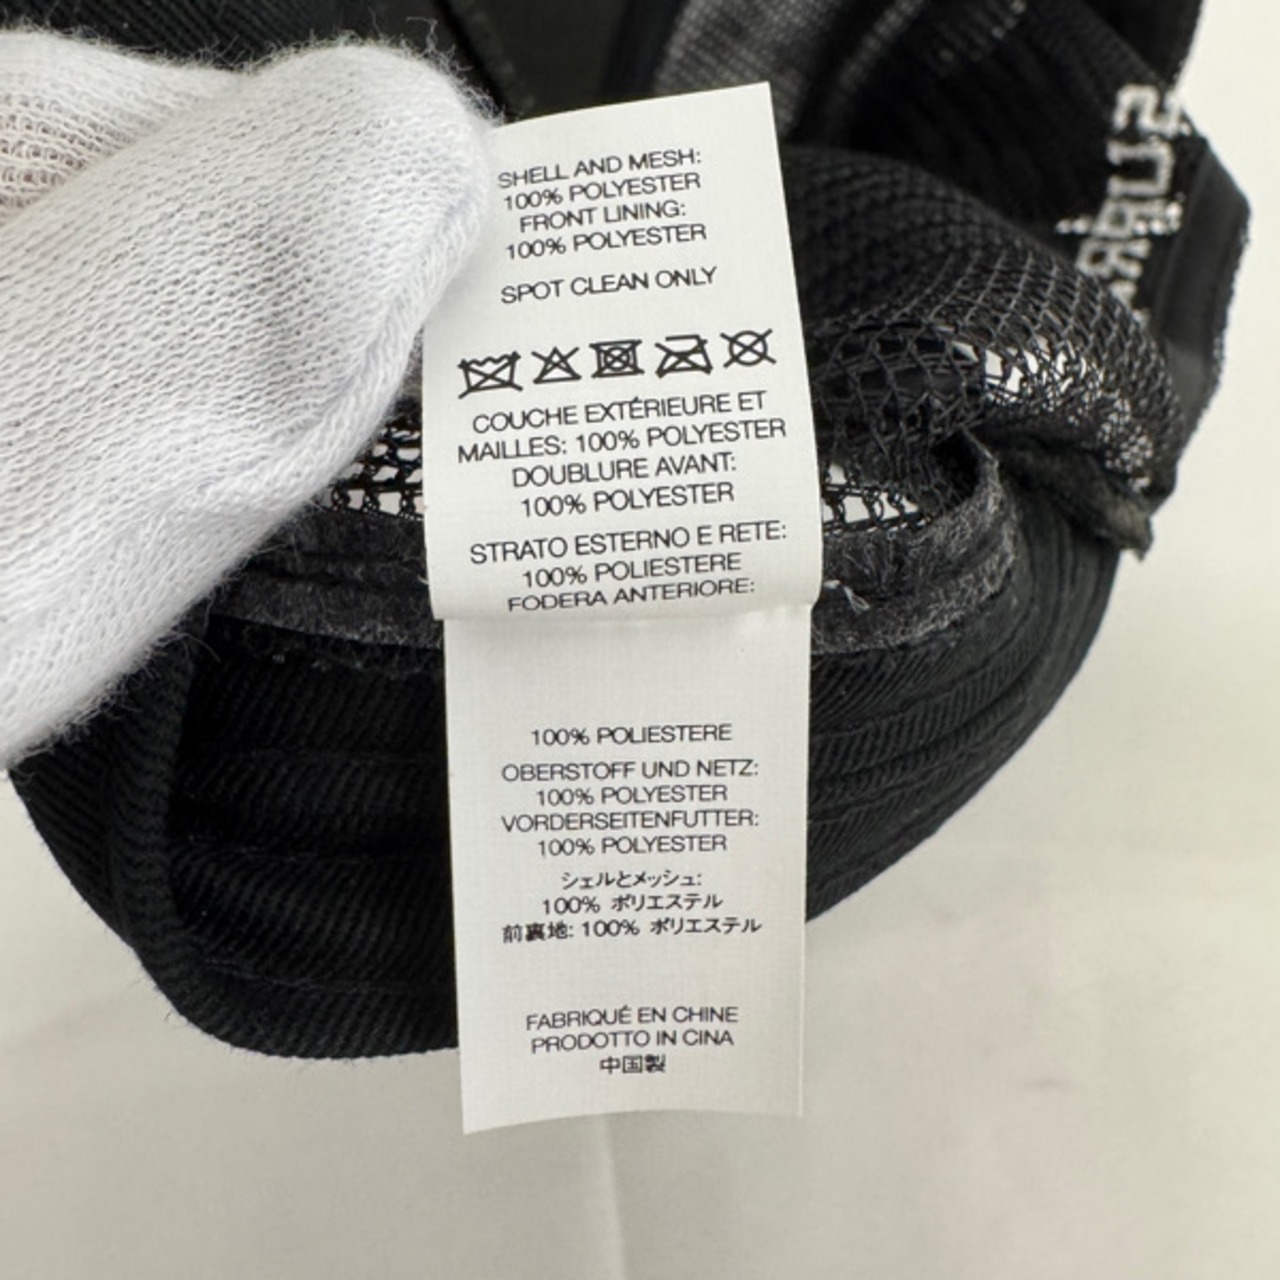 SHELL AND MESH:
100% POLYESTER
FRONT LINING:
100% POLYESTER
SPOT CLEAN ONLY
COUCHE EXTÉRIEURE ET
MAILLES: 100% POLYESTER
DOUBLURE AVANT:
100% POLYESTER
STRATO ESTERNO E RETE:
100% POLIESTERE
FODERA ANTERIORE:
100% POLIESTERE
OBERSTOFF UND NETZ:
100% POLYESTER
VORDERSEITENFUTTER:
100% POLYESTER
シェルとメッシュ:
100% ポリエステル
前裏地: 100% ポリエステル
FABRIQUÉ EN CHINE
PRODOTTO IN CINA
中国製